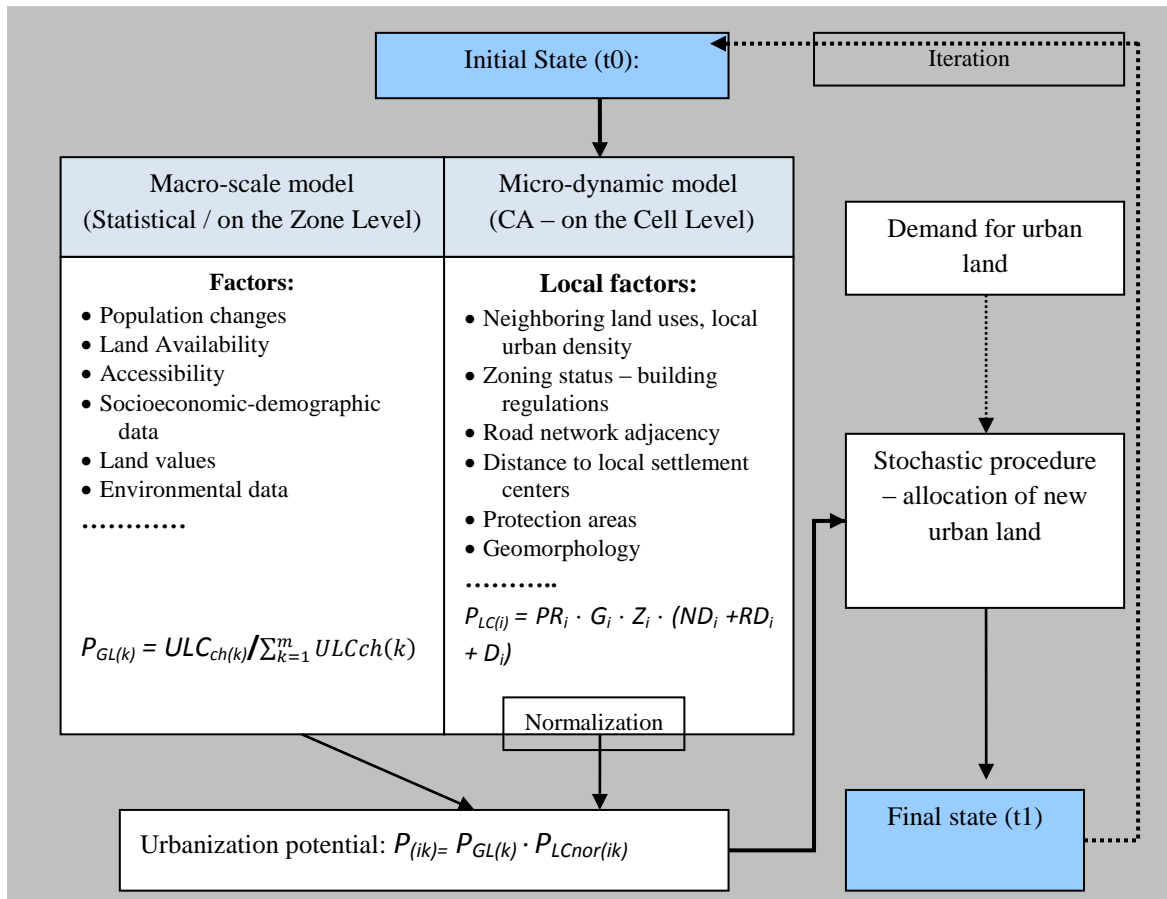 Initial State (t0):
Iteration
Macro-scale model
(Statistical / on the Zone Level)
Micro-dynamic model
(CA – on the Cell Level)
Factors:
• Population changes
• Land Availability
• Accessibility
• Socioeconomic-demographic
data
• Land values
• Environmental data
…………
P_GL(k) = ULC_ch(k)/∑_{k=1}^{m} ULCch(k)
Local factors:
• Neighboring land uses, local
urban density
• Zoning status – building
regulations
• Road network adjacency
• Distance to local settlement
centers
• Protection areas
• Geomorphology
………..
P_LC(i) = PR_i · G_i · Z_i · (ND_i +RD_i
+ D_i)
Normalization
Demand for urban
land
Stochastic procedure
– allocation of new
urban land
Urbanization potential: P_(ik)= P_GL(k) · P_LCnor(ik)
Final state (t1)